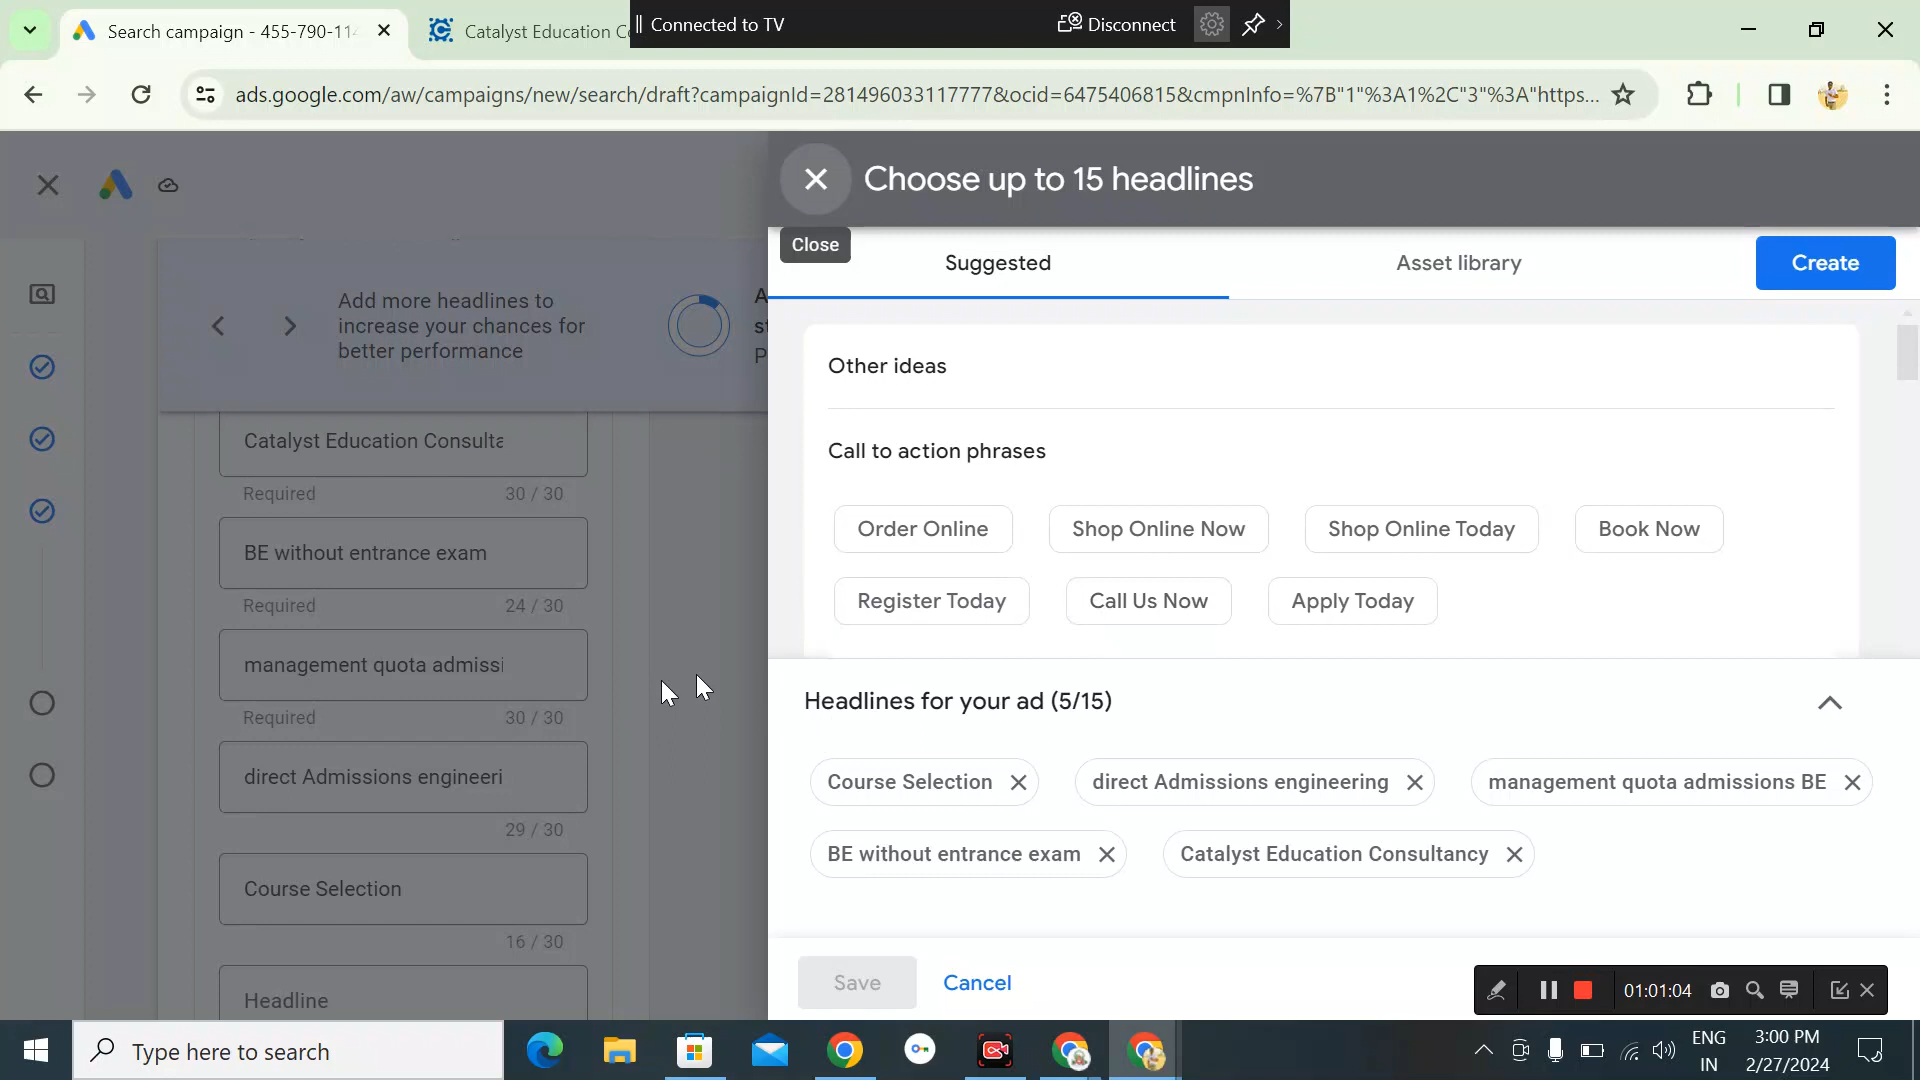 Search campaign - 455-790-114
Catalyst Education Co
Connected to TV
Disconnect
ads.google.com/aw/campaigns/new/search/draft?campaignId=281496033117777&ocid=6475406815&cmpnInfo=%7B"1"%3A1%2C"3"%3A"https...
Choose up to 15 headlines
Close
Suggested
Asset library
Create
Add more headlines to
increase your chances for
better performance
A
st
P
Other ideas
Call to action phrases
Order Online
Shop Online Now
Shop Online Today
Book Now
Register Today
Call Us Now
Apply Today
Catalyst Education Consulta
Required
30 / 30
BE without entrance exam
Required
24 / 30
management quota admissi
Required
30 / 30
direct Admissions engineeri
29 / 30
Course Selection
16 / 30
Headline
Headlines for your ad (5/15)
Course Selection
direct Admissions engineering
management quota admissions BE
BE without entrance exam
Catalyst Education Consultancy
Save
Cancel
01:01:04
Type here to search
ENG
IN
3:00 PM
2/27/2024